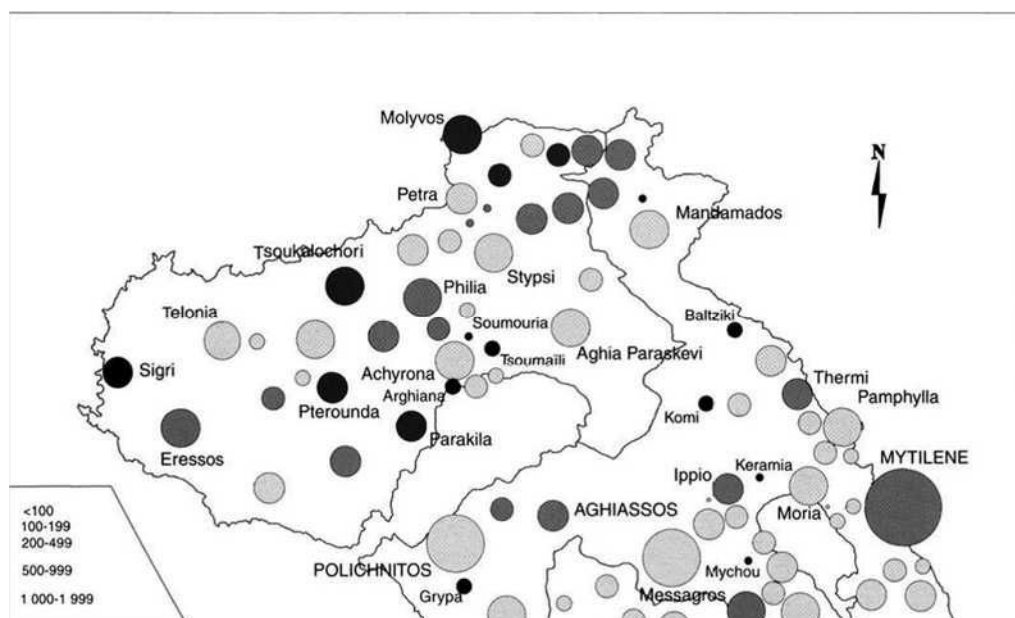 Molyvos
N
Petra
Mandamados
Tsoukalochori
Stypsi
Philia
Telonia
Soumouria
Baltziki
Tsoumaili
Aghia Paraskevi
Sigri
Achyrona
Thermi
Arghiana
Pterounda
Pamphylla
Komi
Parakila
Eressos
MYTILENE
Ippio
Keramia
<100
AGHIASSOS
Moria
100-199
200-499
POLICHNITOS
500-999
Mychou
Grypa
Messagros
1 000-1 999